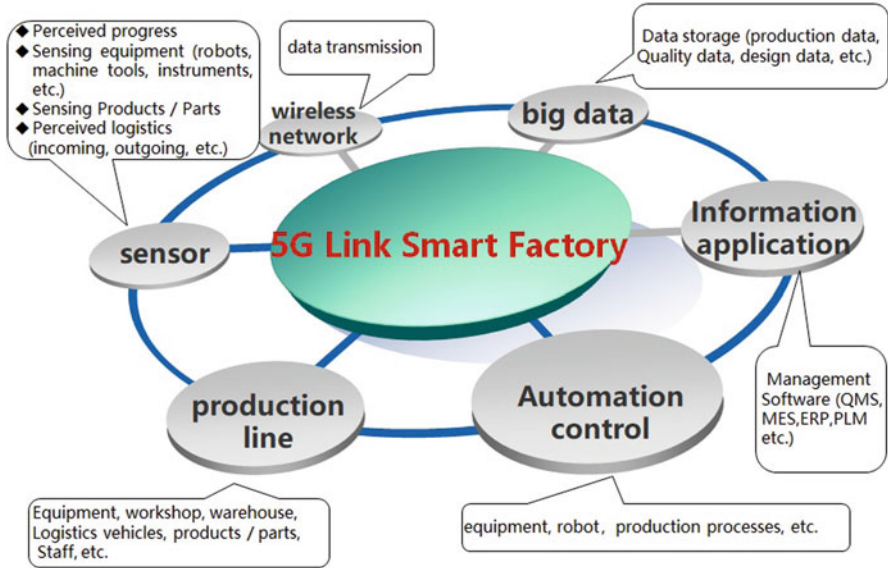 ◆ Perceived progress
◆ Sensing equipment (robots,
machine tools, instruments,
etc.)
◆ Sensing Products / Parts
◆ Perceived logistics
(incoming, outgoing, etc.)
data transmission
Data storage (production data,
Quality data, design data, etc.)
wireless
network
big data
Information
application
sensor
5G Link Smart Factory
production
line
Automation
control
Management
Software (QMS,
MES,ERP,PLM
etc.)
Equipment, workshop, warehouse,
Logistics vehicles, products / parts,
Staff, etc.
equipment, robot, production processes, etc.